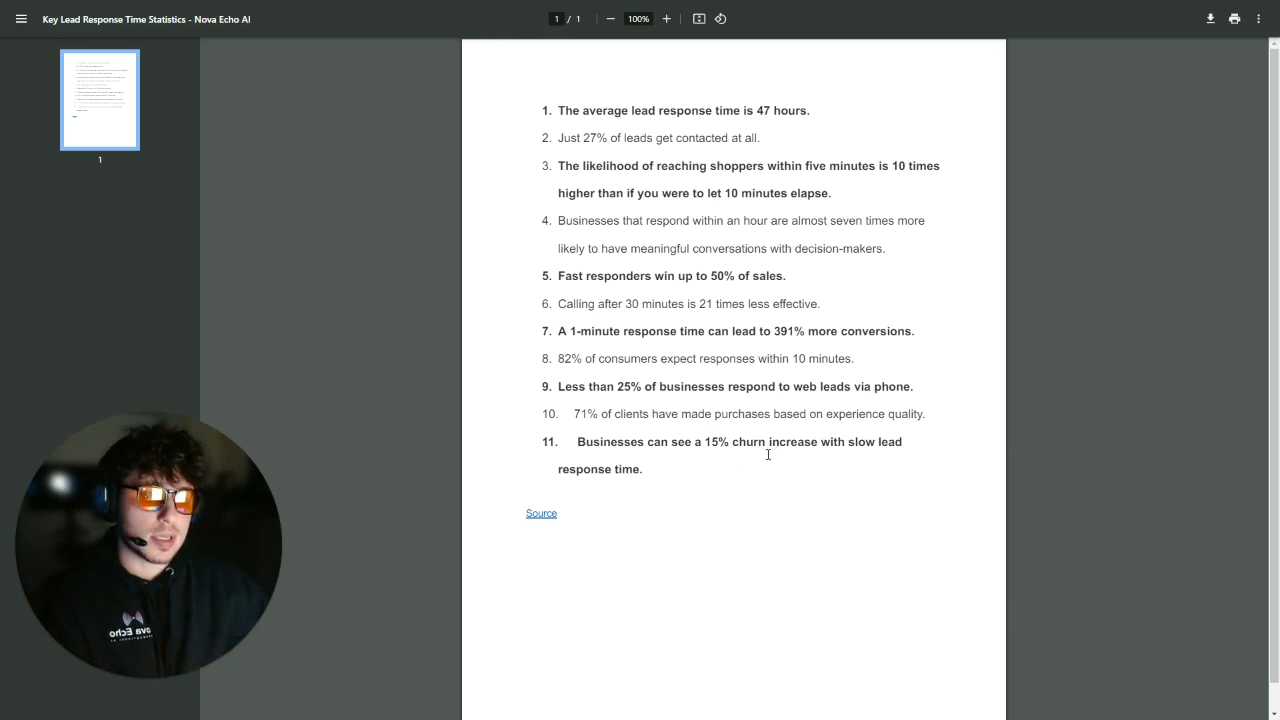 Key Lead Response Time Statistics - Nova Echo AI
1 / 1
100%
1. The average lead response time is 47 hours.
2. Just 27% of leads get contacted at all.
3. The likelihood of reaching shoppers within five minutes is 10 times
higher than if you were to let 10 minutes elapse.
4. Businesses that respond within an hour are almost seven times more
likely to have meaningful conversations with decision-makers.
5. Fast responders win up to 50% of sales.
6. Calling after 30 minutes is 21 times less effective.
7. A 1-minute response time can lead to 391% more conversions.
8. 82% of consumers expect responses within 10 minutes.
9. Less than 25% of businesses respond to web leads via phone.
10. 71% of clients have made purchases based on experience quality.
11. Businesses can see a 15% churn increase with slow lead
response time.
Source
1
ova Echo